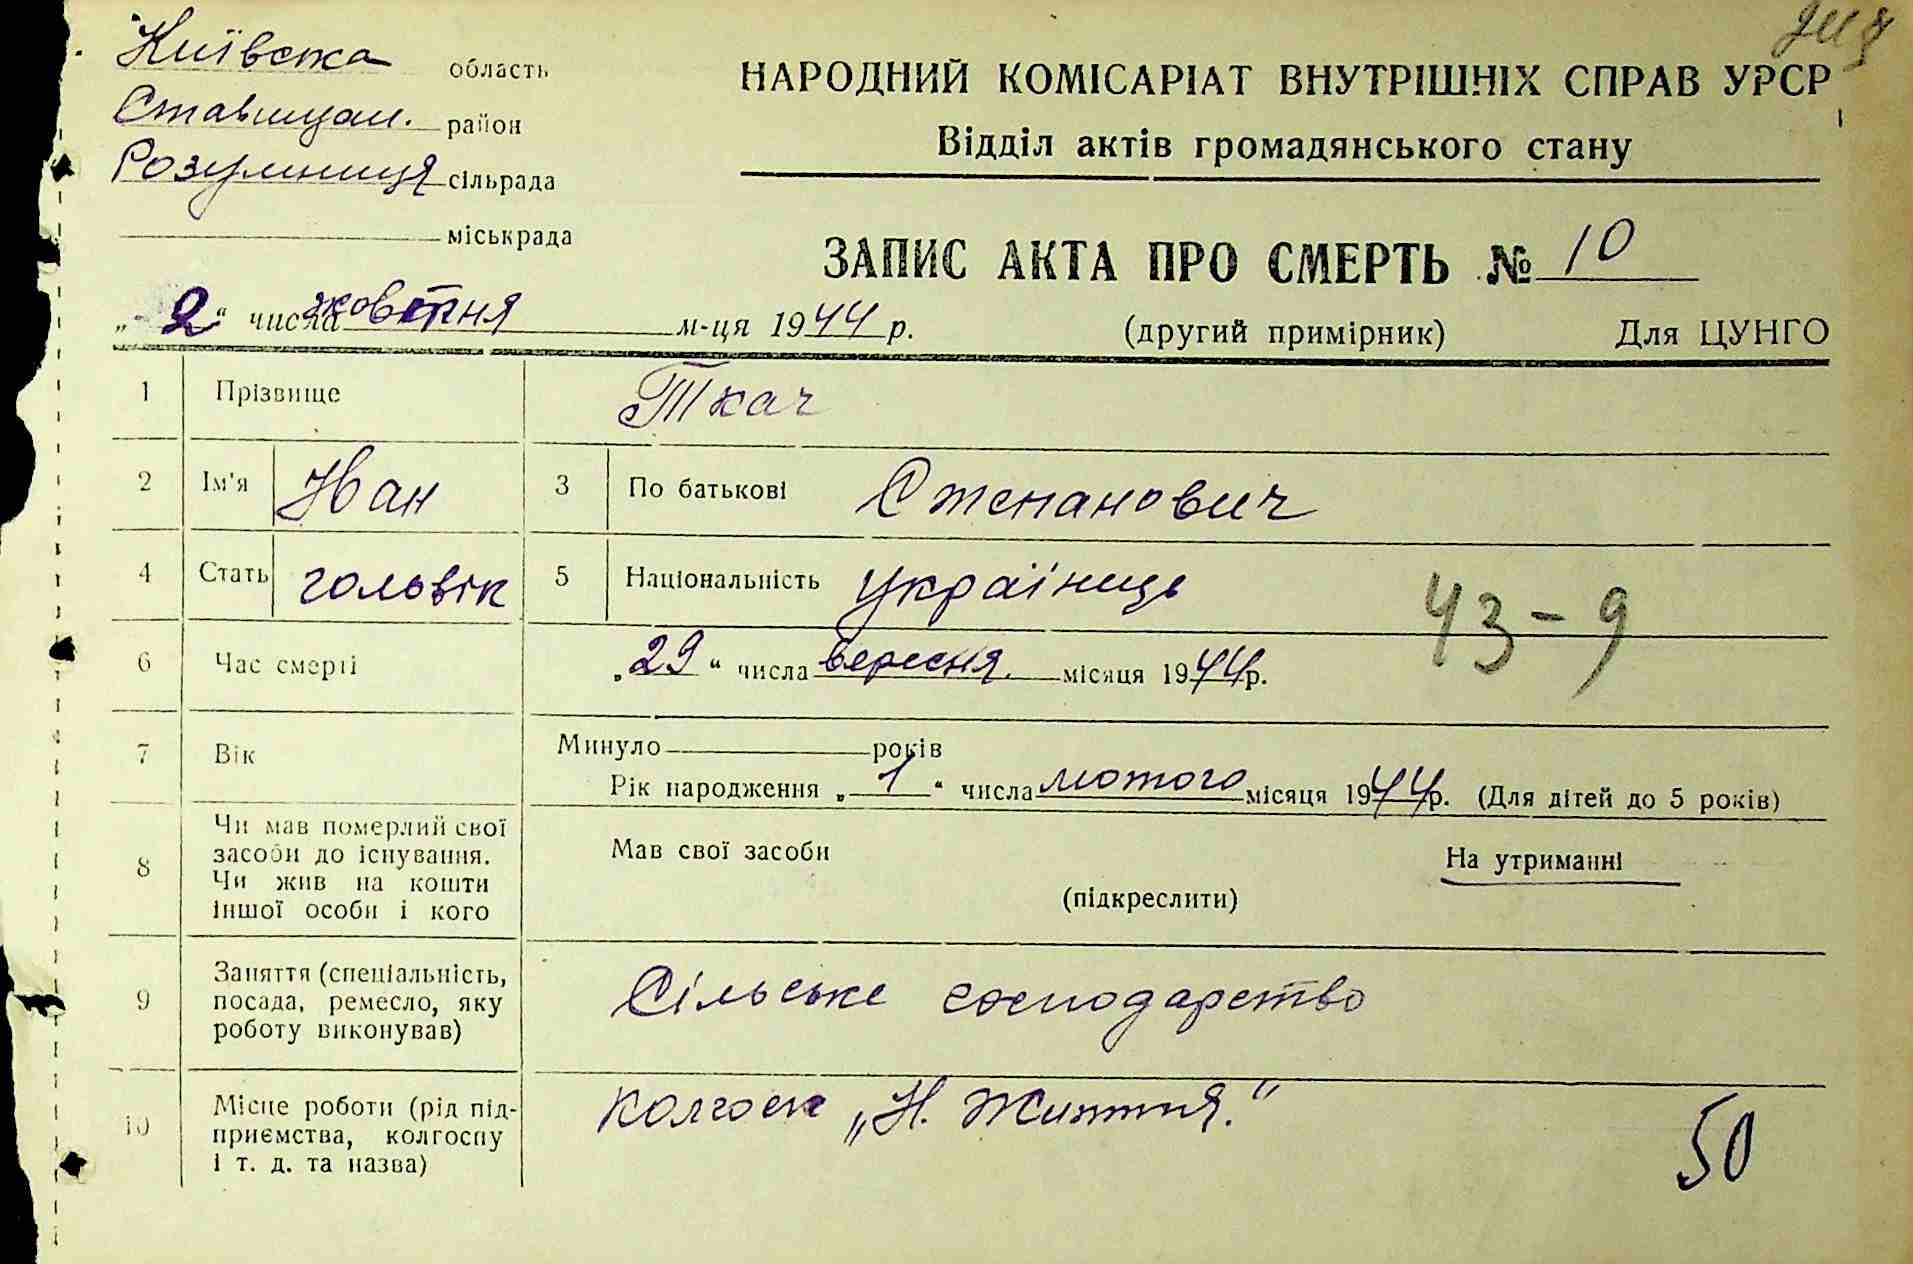 Київська область
Ставищан. район
Розумниця сільрада
міськрада
НАРОДНИЙ КОМІСАРІАТ ВНУТРІШНІХ СПРАВ УРСР
Відділ актів громадянського стану
ЗАПИС АКТА ПРО СМЕРТЬ № 10
„2“ числа жовтня м-ця 1944 р. (другий примірник) Для ЦУНГО
1 Прізвище Ткач
2 Ім'я Иван 3 По батькові Степанович
4 Стать чоловік 5 Національність українець
43-9
6 Час смерті „29“ числа вересня. місяця 1944р.
7 Вік Минуло років
Рік народження „1“ числа лютого місяця 1944р. (Для дітей до 5 років)
8 Чи мав померлий свої засоби до існування. Чи жив на кошти іншої особи і кого
Мав свої засоби На утриманні
(підкреслити)
9 Заняття (спеціальність, посада, ремесло, яку роботу виконував)
Сільське господарство
10 Місце роботи (рід підприємства, колгоспу і т. д. та назва)
колгосп „Н. Життя.“
50